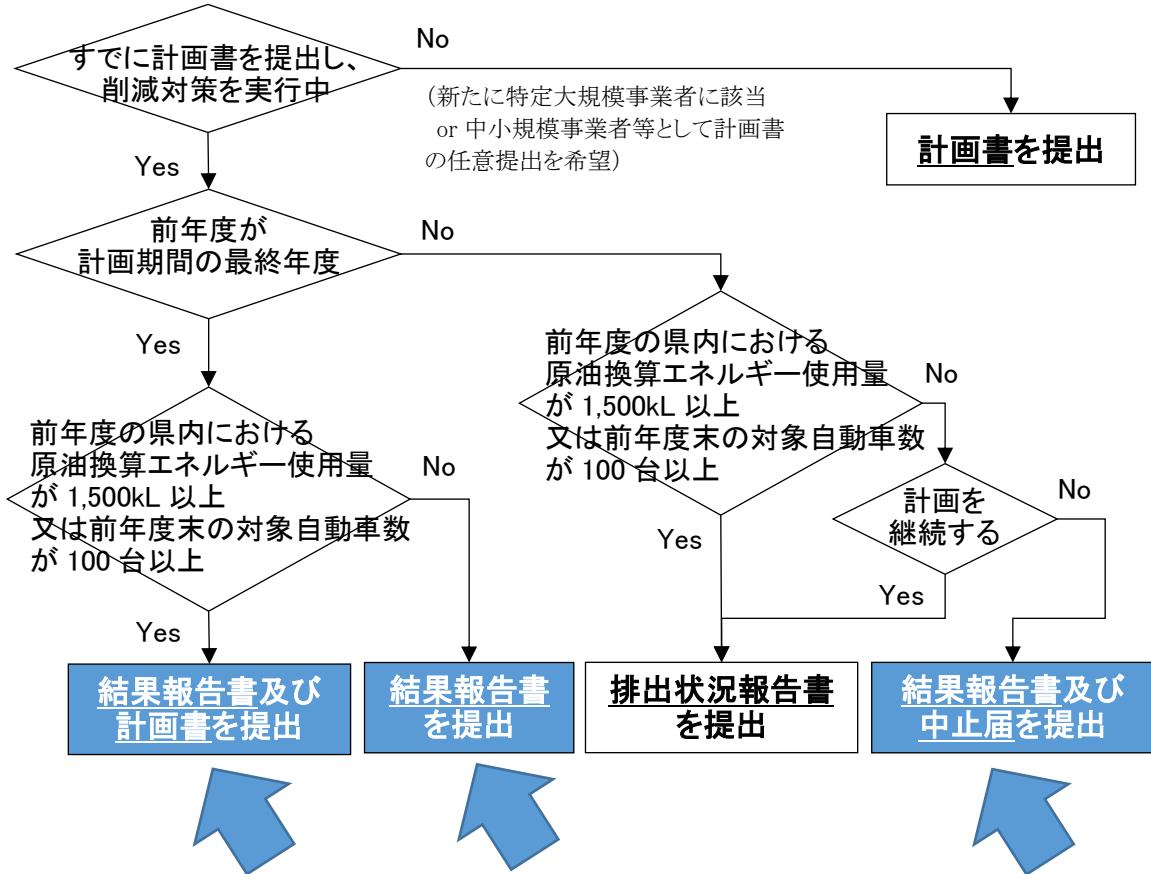 すでに計画書を提出し、
削減対策を実行中
No
（新たに特定大規模事業者に該当
or 中小規模事業者等として計画書
の任意提出を希望）
計画書を提出
Yes
前年度が
計画期間の最終年度
No
Yes
前年度の県内における
原油換算エネルギー使用量
が 1,500kL 以上
又は前年度末の対象自動車数
が 100 台以上
No
Yes
前年度の県内における
原油換算エネルギー使用量
が 1,500kL 以上
又は前年度末の対象自動車数
が 100 台以上
No
Yes
計画を
継続する
No
Yes
結果報告書及び
計画書を提出
結果報告書
を提出
排出状況報告書
を提出
結果報告書及び
中止届を提出